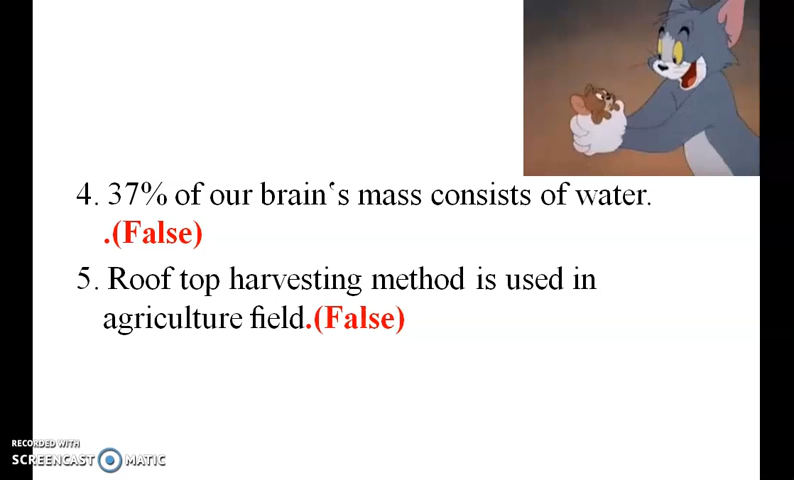 4. 37% of our brain‛s mass consists of water.
.(False)
5. Roof top harvesting method is used in
agriculture field.(False)
RECORDED WITH
SCREENCAST MATIC